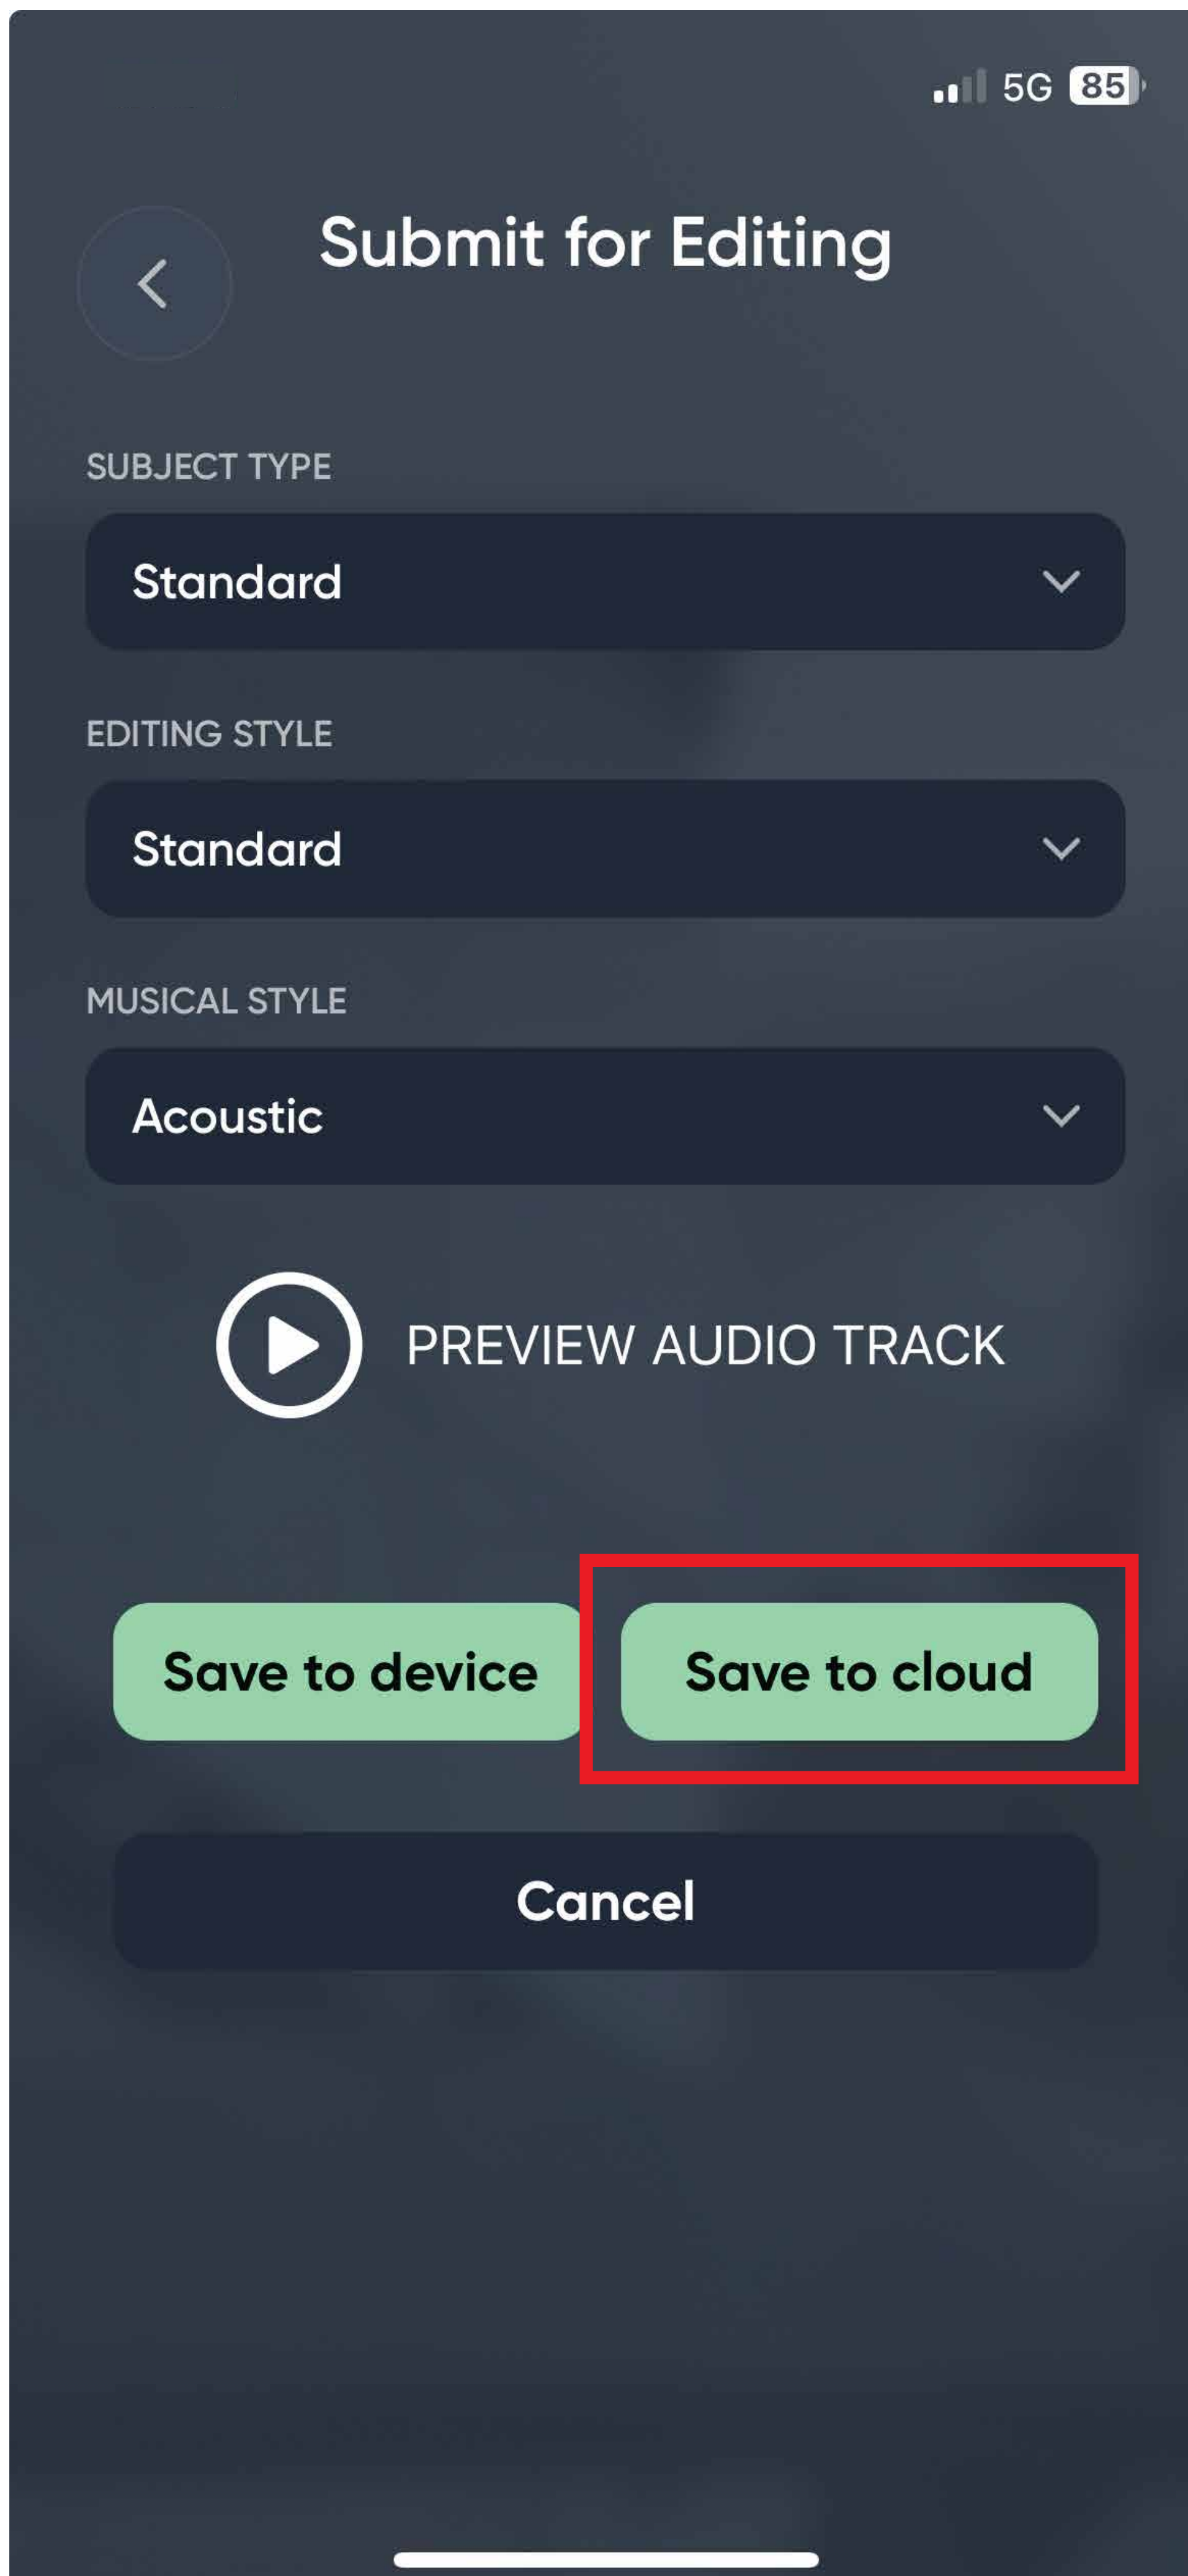 5G 85
Submit for Editing
SUBJECT TYPE
Standard
EDITING STYLE
Standard
MUSICAL STYLE
Acoustic
PREVIEW AUDIO TRACK
Save to device Save to cloud
Cancel